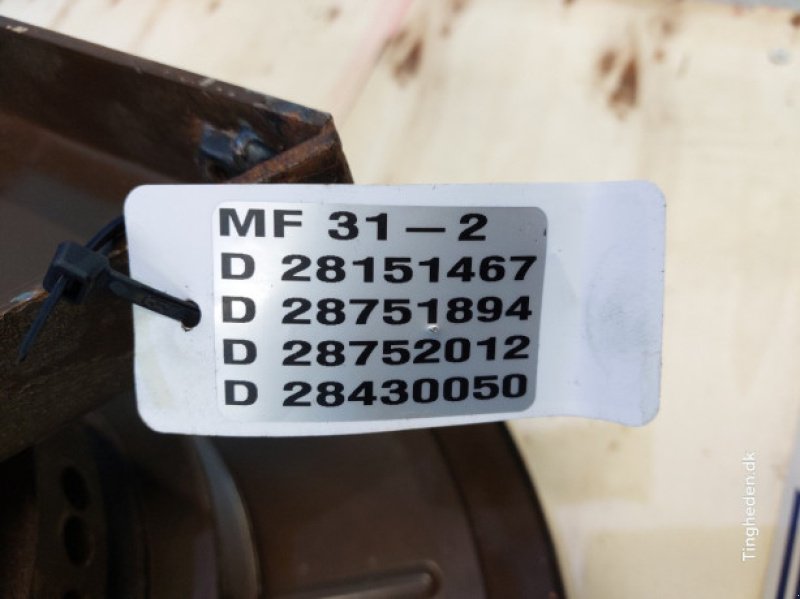 MF 31 — 2
D 28151467
D 28751894
D 28752012
D 28430050
Tingheden.dk